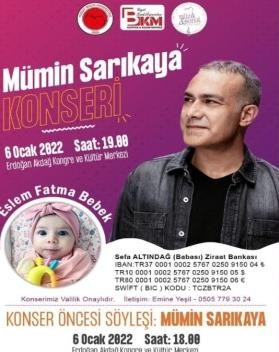 BKM
Mümin Sarıkaya
KONSERİ
6 Ocak 2022 Saat: 19.00
Erdoğan Akdağ Kongre ve Kültür Merkezi
Eslem Fatma Bebek
Sefa ALTINDAĞ (Babası) Ziraat Bankası
IBAN:TR37 0001 0002 5767 0250 9150 04 ₺
TR10 0001 0002 5767 0250 9150 05 $
TR80 0001 0002 5767 0250 9150 06 €
SWİFT ( BIC ) KODU : TCZBTR2A
Konserimiz Valilik Onaylıdır. İletişim: Emine Yeşil - 0505 779 30 24
KONSER ÖNCESİ SÖYLEŞİ: MÜMİN SARIKAYA
6 Ocak 2022 Saat: 18.00
Erdoğan Akdağ Kongre ve Kültür Merkezi